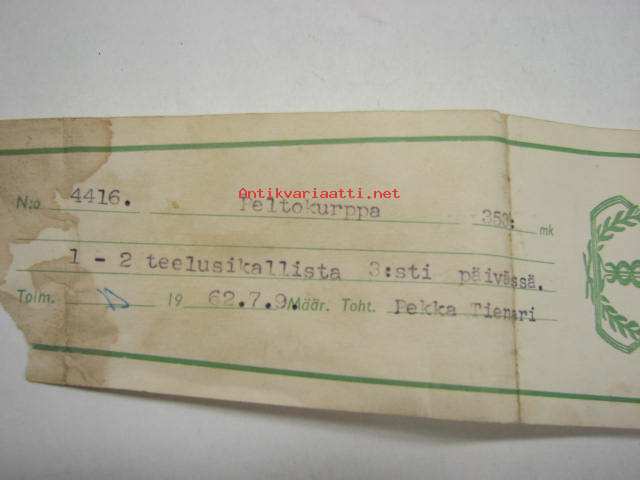 Antikvariaatti.net
N:o 4416. Peltokurppa 353: mk
1 - 2 teelusikallista 3:sti päivässä.
Toim. 19 62.7.9. Määr. Toht. Pekka Tienari